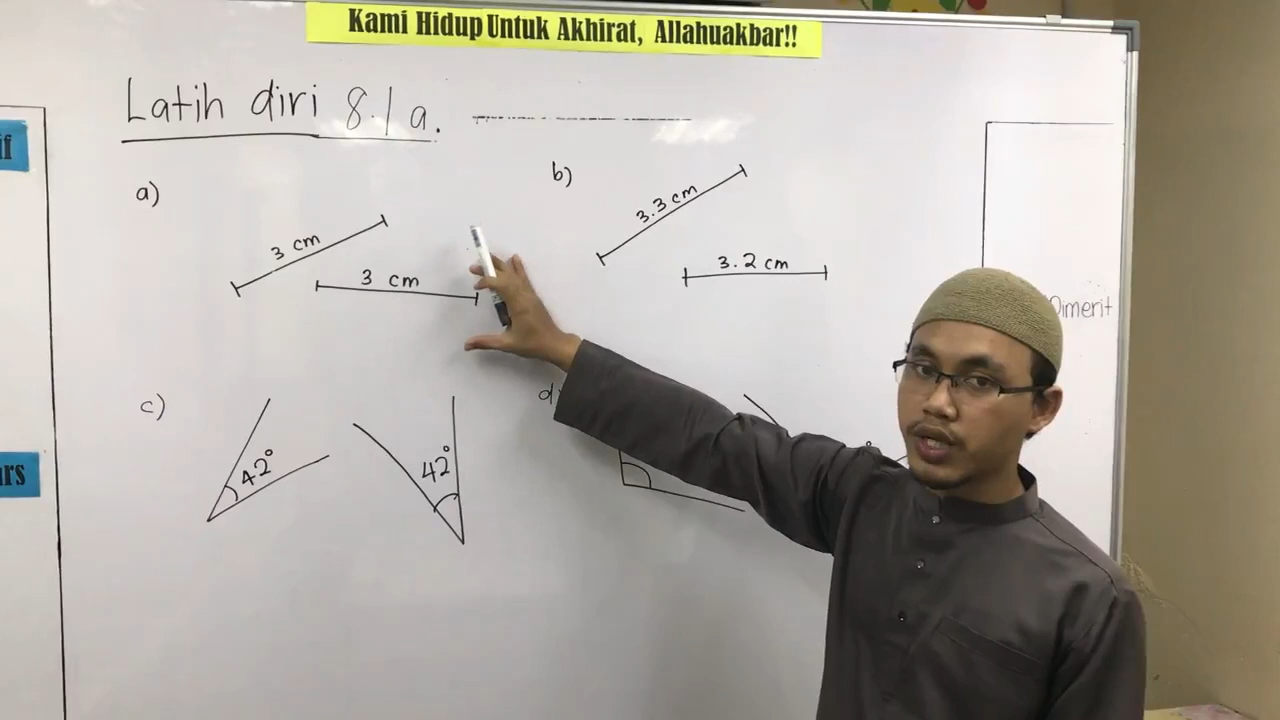 Kami Hidup Untuk Akhirat, Allahuakbar!!
Latih diri 8.1a.
a)
3 cm
3 cm
b)
3.3 cm
3.2 cm
c)
42°
42°
d)
Dimerit